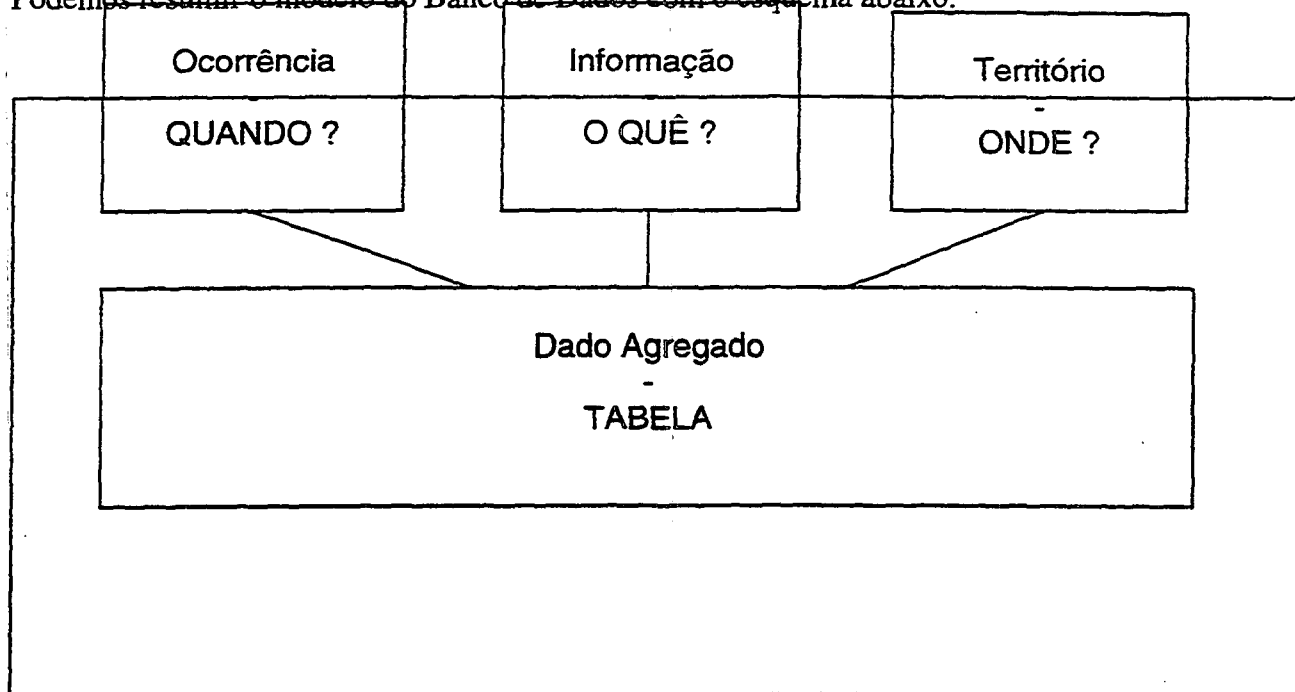 Podemos resumir o modelo do Banco de Dados com o esquema abaixo:
Ocorrência
QUANDO ?
Informação
O QUÊ ?
Território
-
ONDE ?
Dado Agregado
-
TABELA